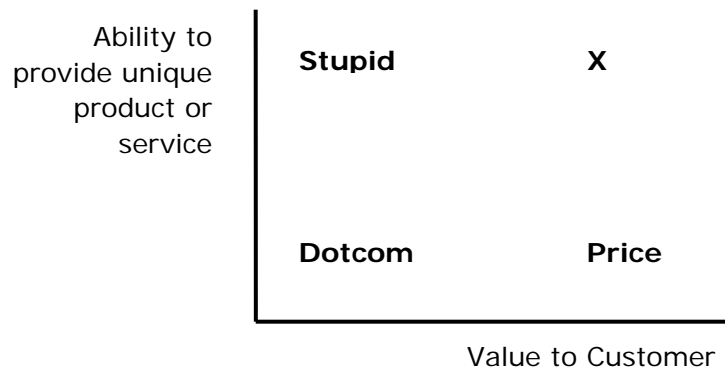 Ability to
provide unique
product or
service
Stupid X
Dotcom Price
Value to Customer